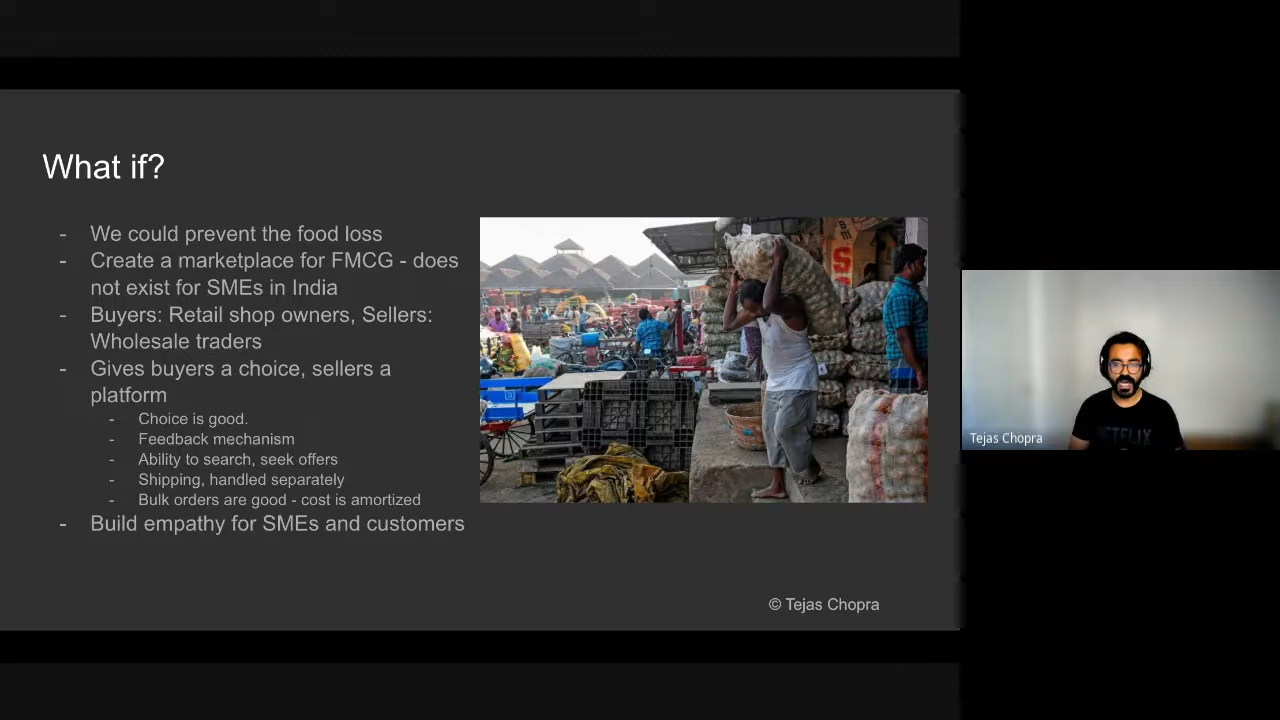 What if?
- We could prevent the food loss
- Create a marketplace for FMCG - does
not exist for SMEs in India
- Buyers: Retail shop owners, Sellers:
Wholesale traders
- Gives buyers a choice, sellers a
platform
- Choice is good.
- Feedback mechanism
- Ability to search, seek offers
- Shipping, handled separately
- Bulk orders are good - cost is amortized
- Build empathy for SMEs and customers
© Tejas Chopra
Tejas Chopra
NETFLIX